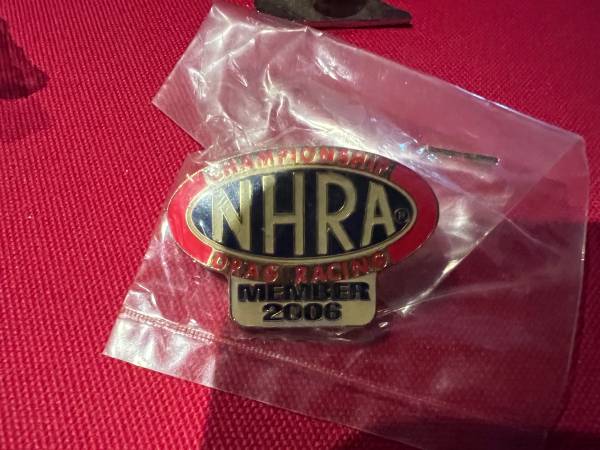 CHAMPIONSHIP
NHRA®
DRAG RACING
MEMBER
2006